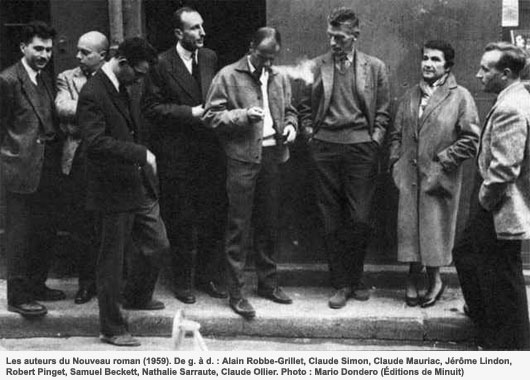 Les auteurs du Nouveau roman (1959). De g. à d. : Alain Robbe-Grillet, Claude Simon, Claude Mauriac, Jérôme Lindon,
Robert Pinget, Samuel Beckett, Nathalie Sarraute, Claude Ollier. Photo : Mario Dondero (Éditions de Minuit)